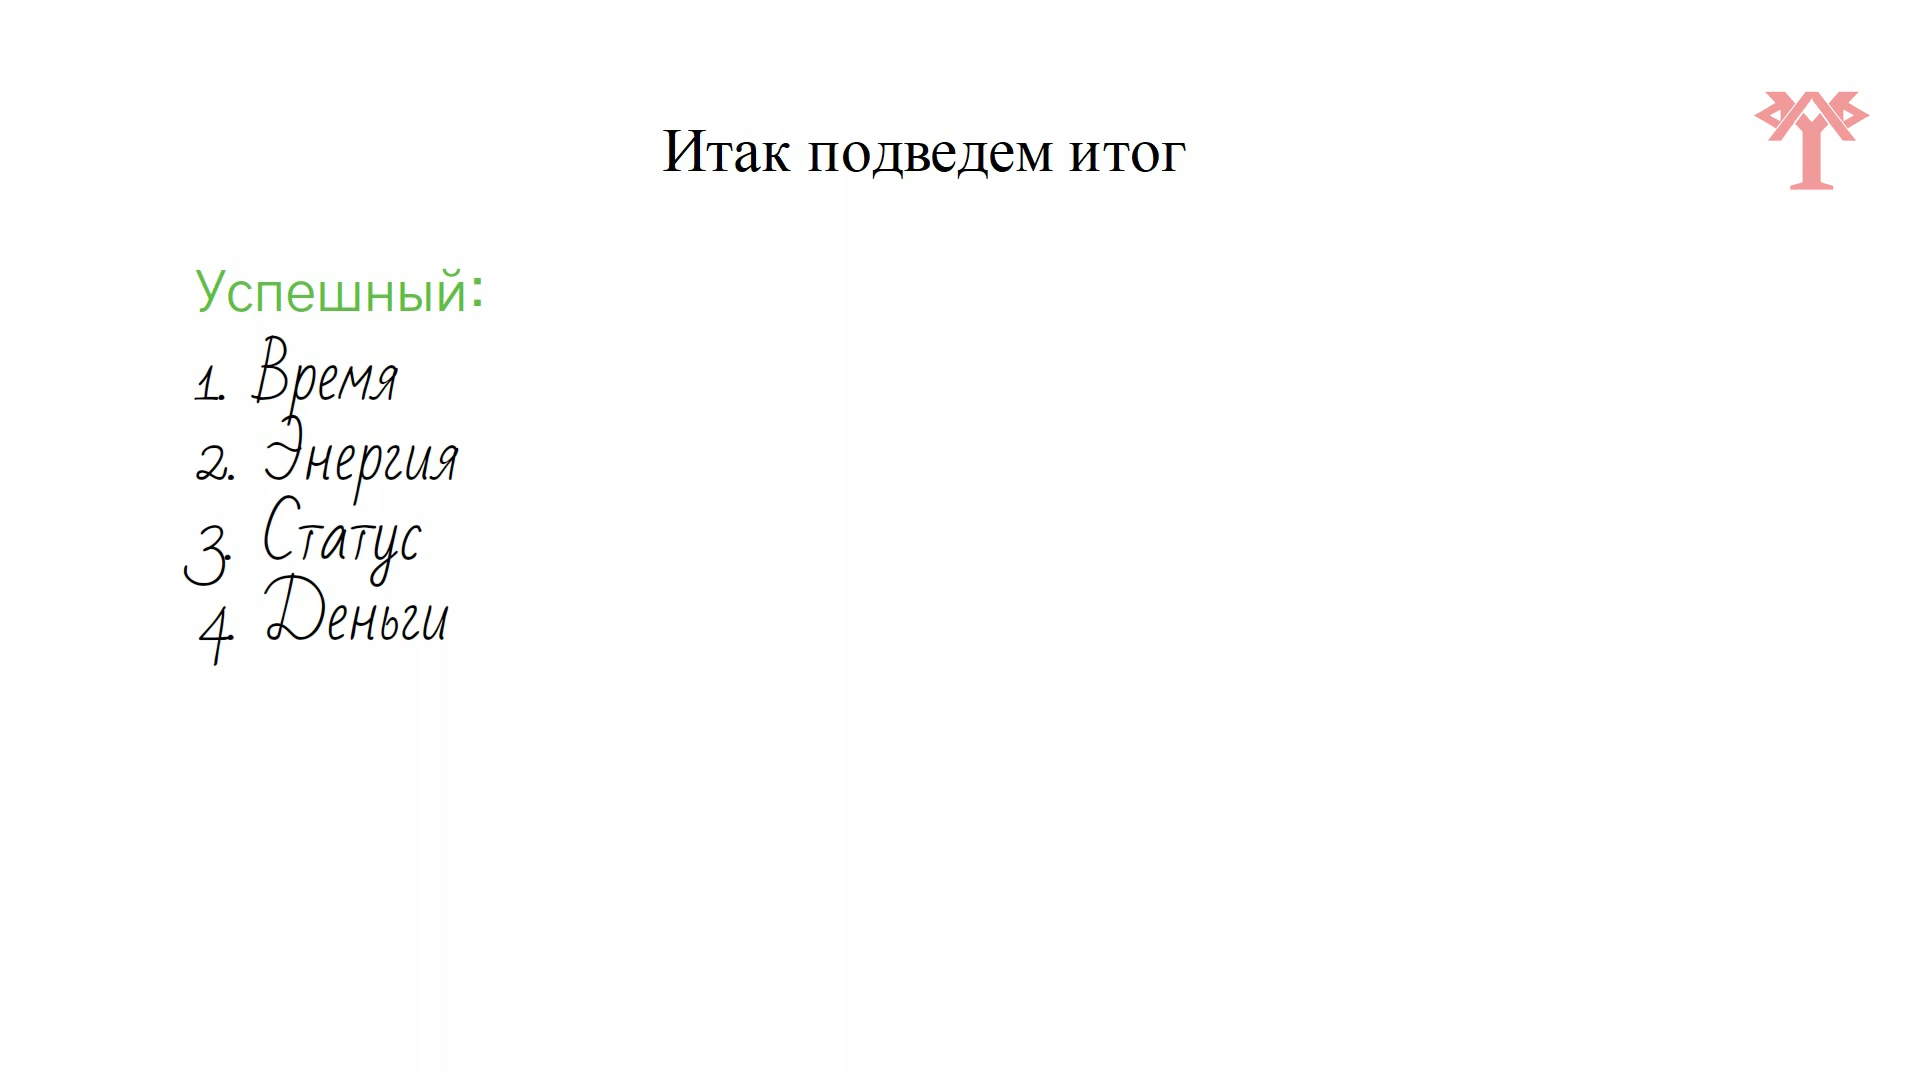 Итак подведем итог
Успешный:
1. Время
2. Энергия
3. Статус
4. Деньги